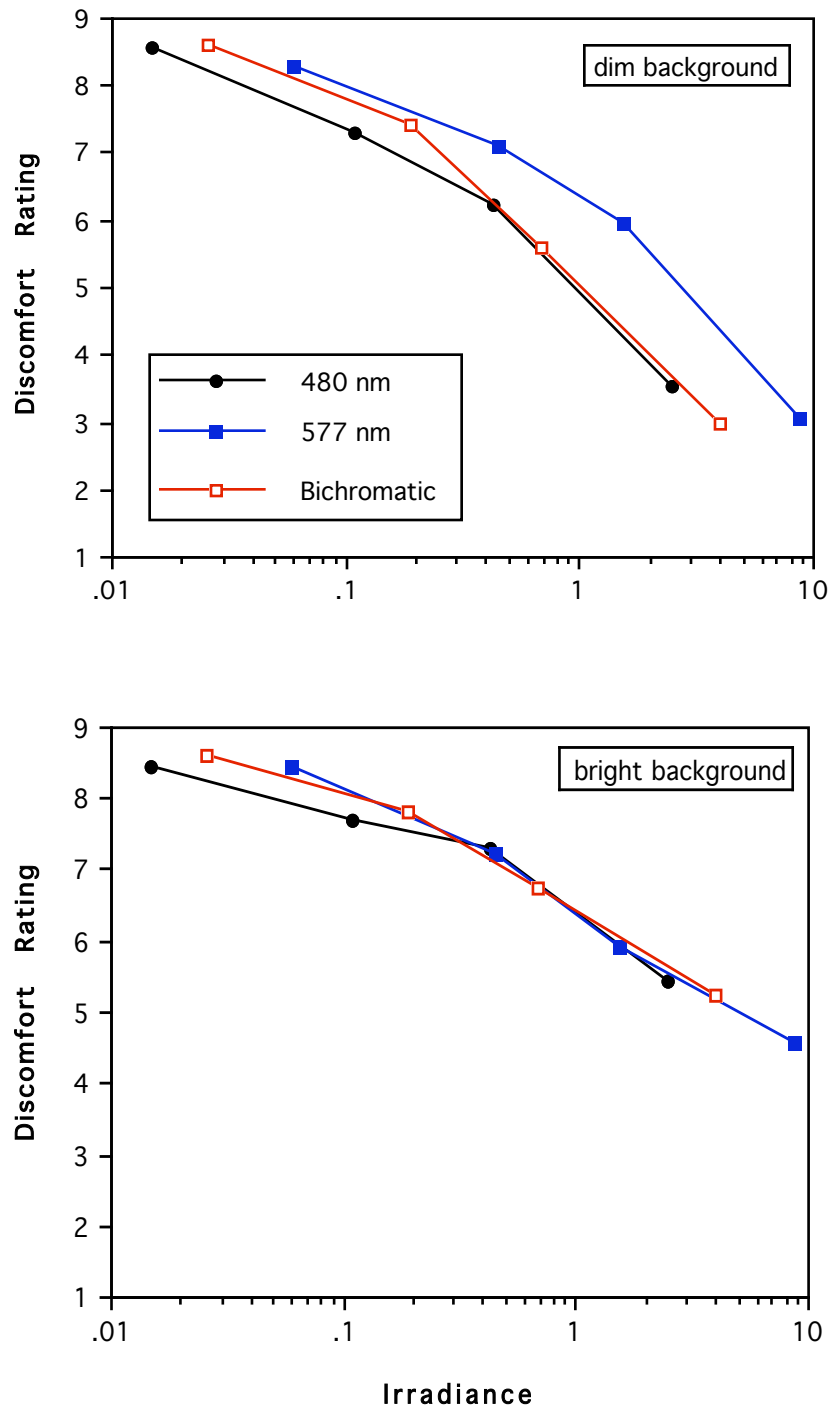 9
8
7
6
5
4
3
2
1
Discomfort Rating
dim background
480 nm
577 nm
Bichromatic
.01 .1 1 10
9
8
7
6
5
4
3
2
1
Discomfort Rating
bright background
.01 .1 1 10
Irradiance